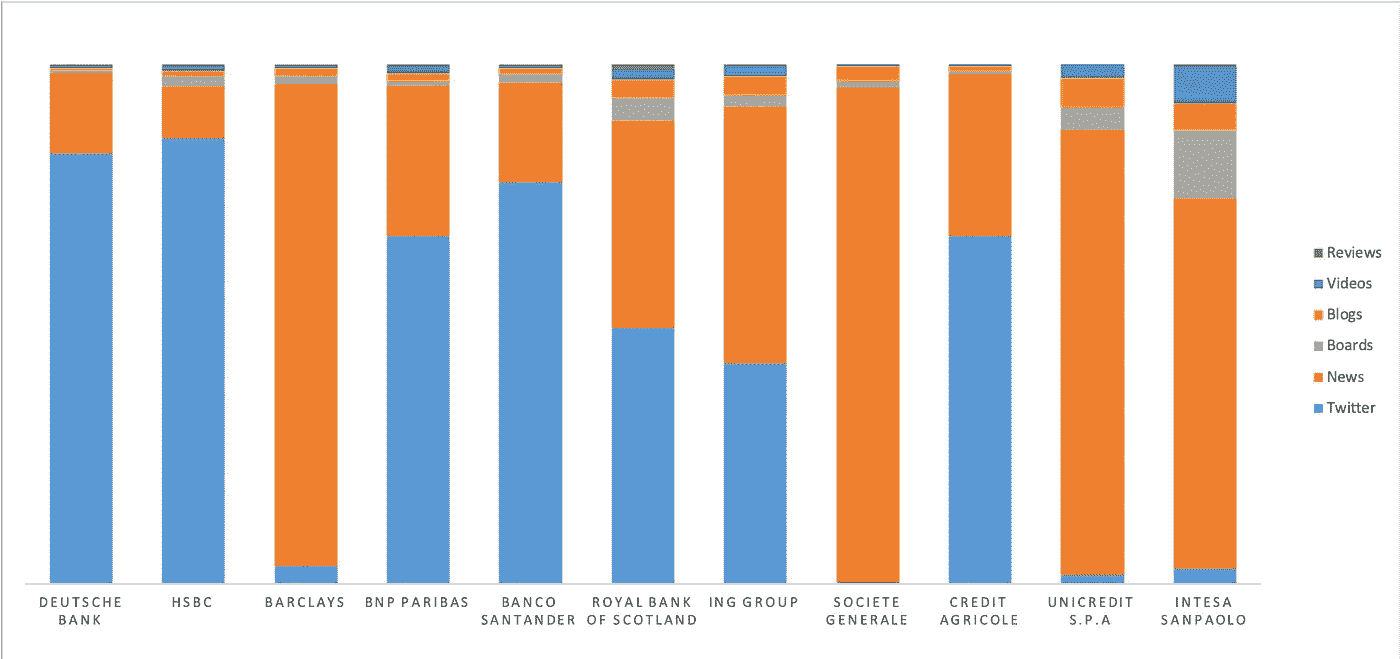 Reviews
Videos
Blogs
Boards
News
Twitter
DEUTSCHE
BANK
HSBC
BARCLAYS
BNP PARIBAS
BANCO
SANTANDER
ROYAL BANK
OF SCOTLAND
ING GROUP
SOCIETE
GENERALE
CREDIT
AGRICOLE
UNICREDIT
S.P.A
INTESA
SANPAOLO